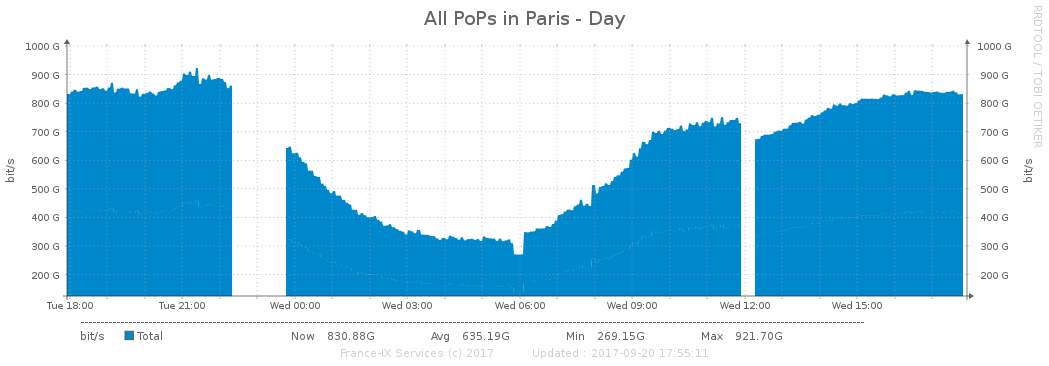 All PoPs in Paris - Day
RRDTOOL / TOBI OETIKER
1000 G 1000 G
900 G 900 G
800 G 800 G
700 G 700 G
600 G 600 G
500 G 500 G
400 G 400 G
300 G 300 G
200 G 200 G
bit/s bit/s
Tue 18:00 Tue 21:00 Wed 00:00 Wed 03:00 Wed 06:00 Wed 09:00 Wed 12:00 Wed 15:00
bit/s Total Now 830.88G Avg 635.19G Min 269.15G Max 921.70G
France-IX Services (c) 2017 Updated : 2017-09-20 17:55:11